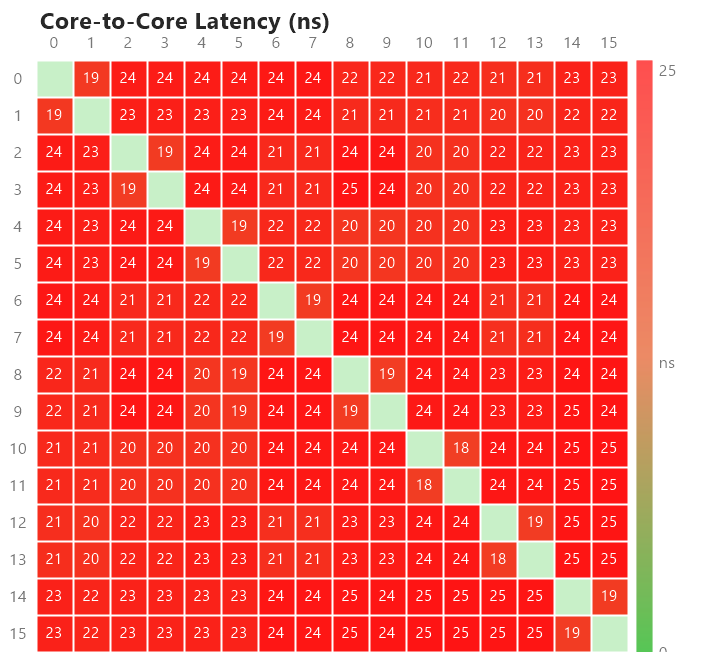 Core-to-Core Latency (ns)
0 1 2 3 4 5 6 7 8 9 10 11 12 13 14 15
0 19 24 24 24 24 24 24 22 22 21 22 21 21 23 23
1 19 23 23 23 23 24 24 21 21 21 21 20 20 22 22
2 24 23 19 24 24 21 21 24 24 20 20 22 22 23 23
3 24 23 19 24 24 21 21 25 24 20 20 22 22 23 23
4 24 23 24 24 19 22 22 20 20 20 20 23 23 23 23
5 24 23 24 24 19 22 22 20 20 20 20 23 23 23 23
6 24 24 21 21 22 22 19 24 24 24 24 21 21 24 24
7 24 24 21 21 22 22 19 24 24 24 24 21 21 24 24
8 22 21 24 24 20 19 24 24 19 24 24 23 23 24 24
9 22 21 24 24 20 19 24 24 19 24 24 23 23 25 24
10 21 21 20 20 20 20 24 24 24 24 18 24 24 25 25
11 21 21 20 20 20 20 24 24 24 24 18 24 24 25 25
12 21 20 22 22 23 23 21 21 23 23 24 24 19 25 25
13 21 20 22 22 23 23 21 21 23 23 24 24 18 25 25
14 23 22 23 23 23 23 24 24 25 24 25 25 25 25 19
15 23 22 23 23 23 23 24 24 25 24 25 25 25 25 19
25
ns
0